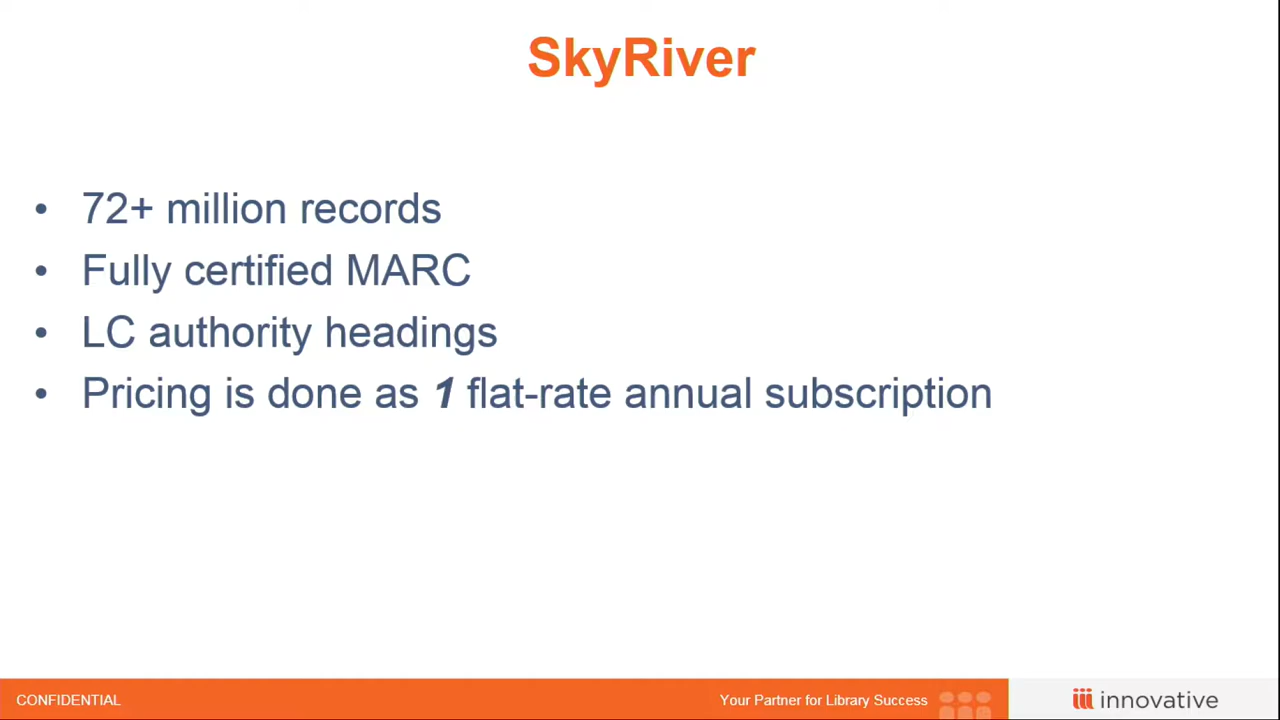 SkyRiver
• 72+ million records
• Fully certified MARC
• LC authority headings
• Pricing is done as 1 flat-rate annual subscription
CONFIDENTIAL
Your Partner for Library Success
innovative